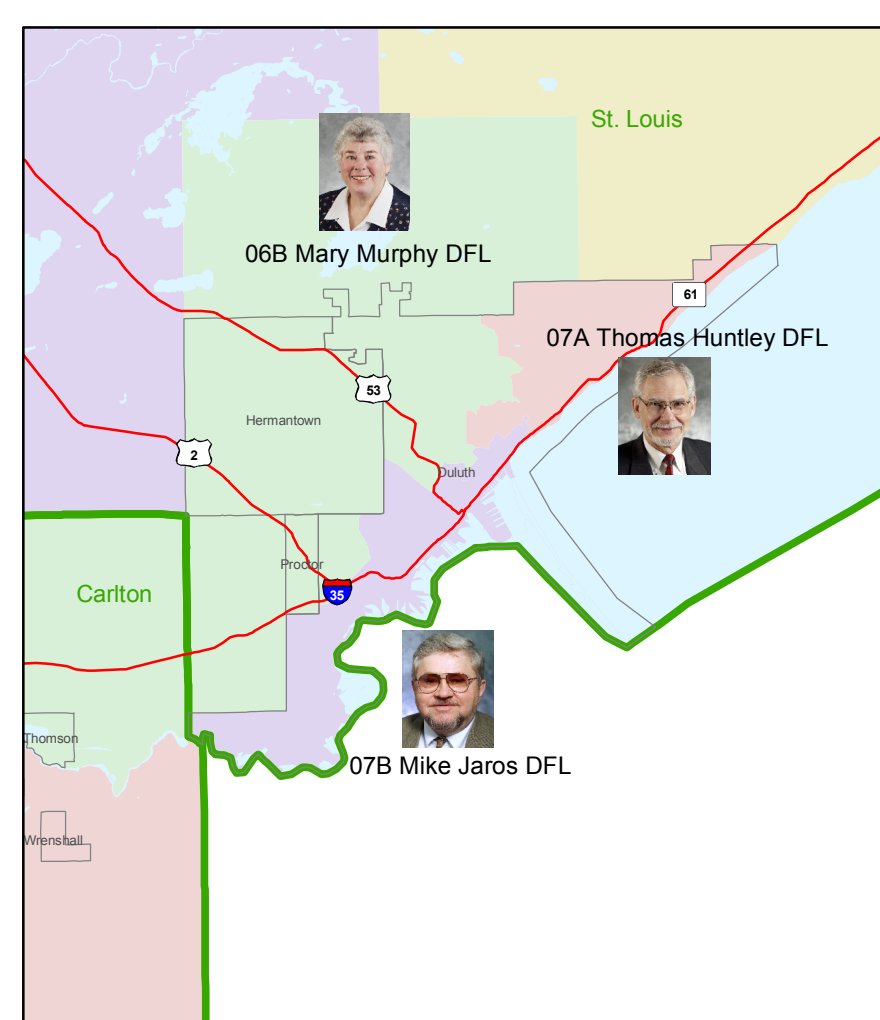 St. Louis
06B Mary Murphy DFL
61
07A Thomas Huntley DFL
53
Hermantown
2
Duluth
Proctor
Carlton
35
Thomson
07B Mike Jaros DFL
Wrenshall